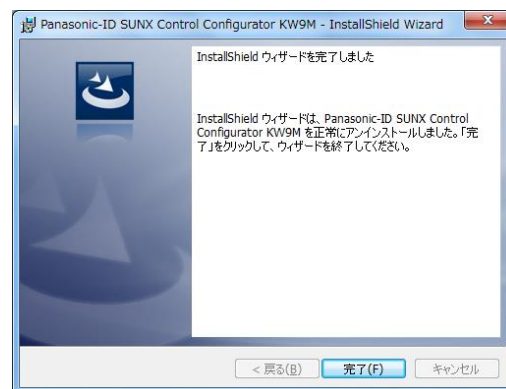 Panasonic-ID SUNX Control Configurator KW9M - InstallShield Wizard
InstallShield ウィザードを完了しました
InstallShield ウィザードは、Panasonic-ID SUNX Control
Configurator KW9M を正常にアンインストールしました。「完
了」をクリックして、ウィザードを終了してください。
< 戻る(B)
完了(F)
キャンセル